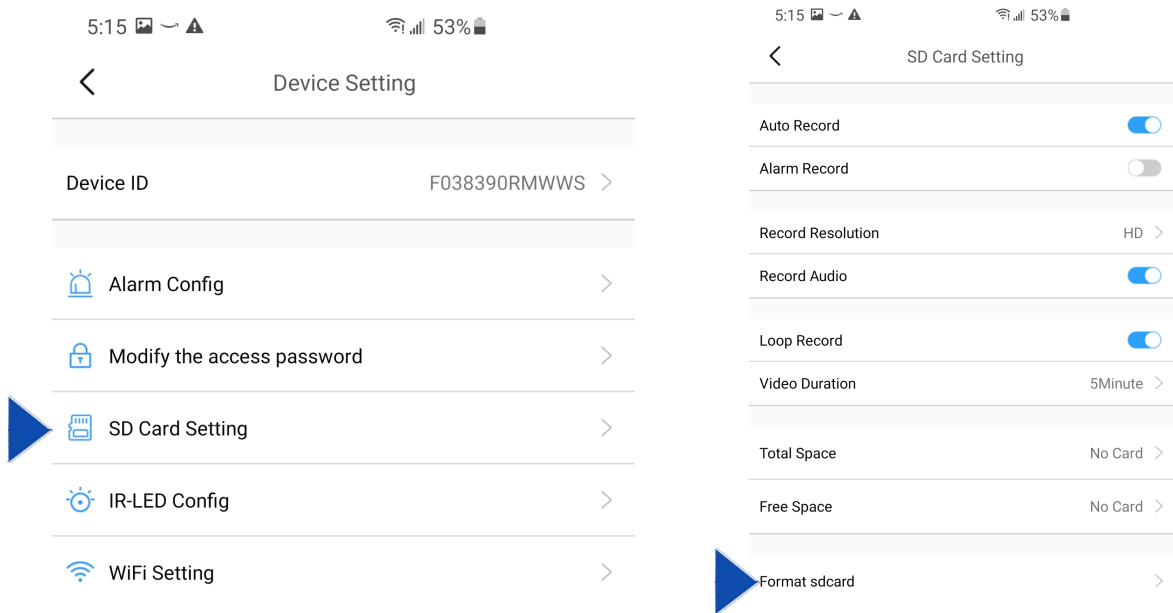 5:15 53%
Device Setting
Device ID F038390RMWWS
Alarm Config
Modify the access password
SD Card Setting
IR-LED Config
WiFi Setting
5:15 53%
SD Card Setting
Auto Record
Alarm Record
Record Resolution HD
Record Audio
Loop Record
Video Duration 5Minute
Total Space No Card
Free Space No Card
Format sdcard